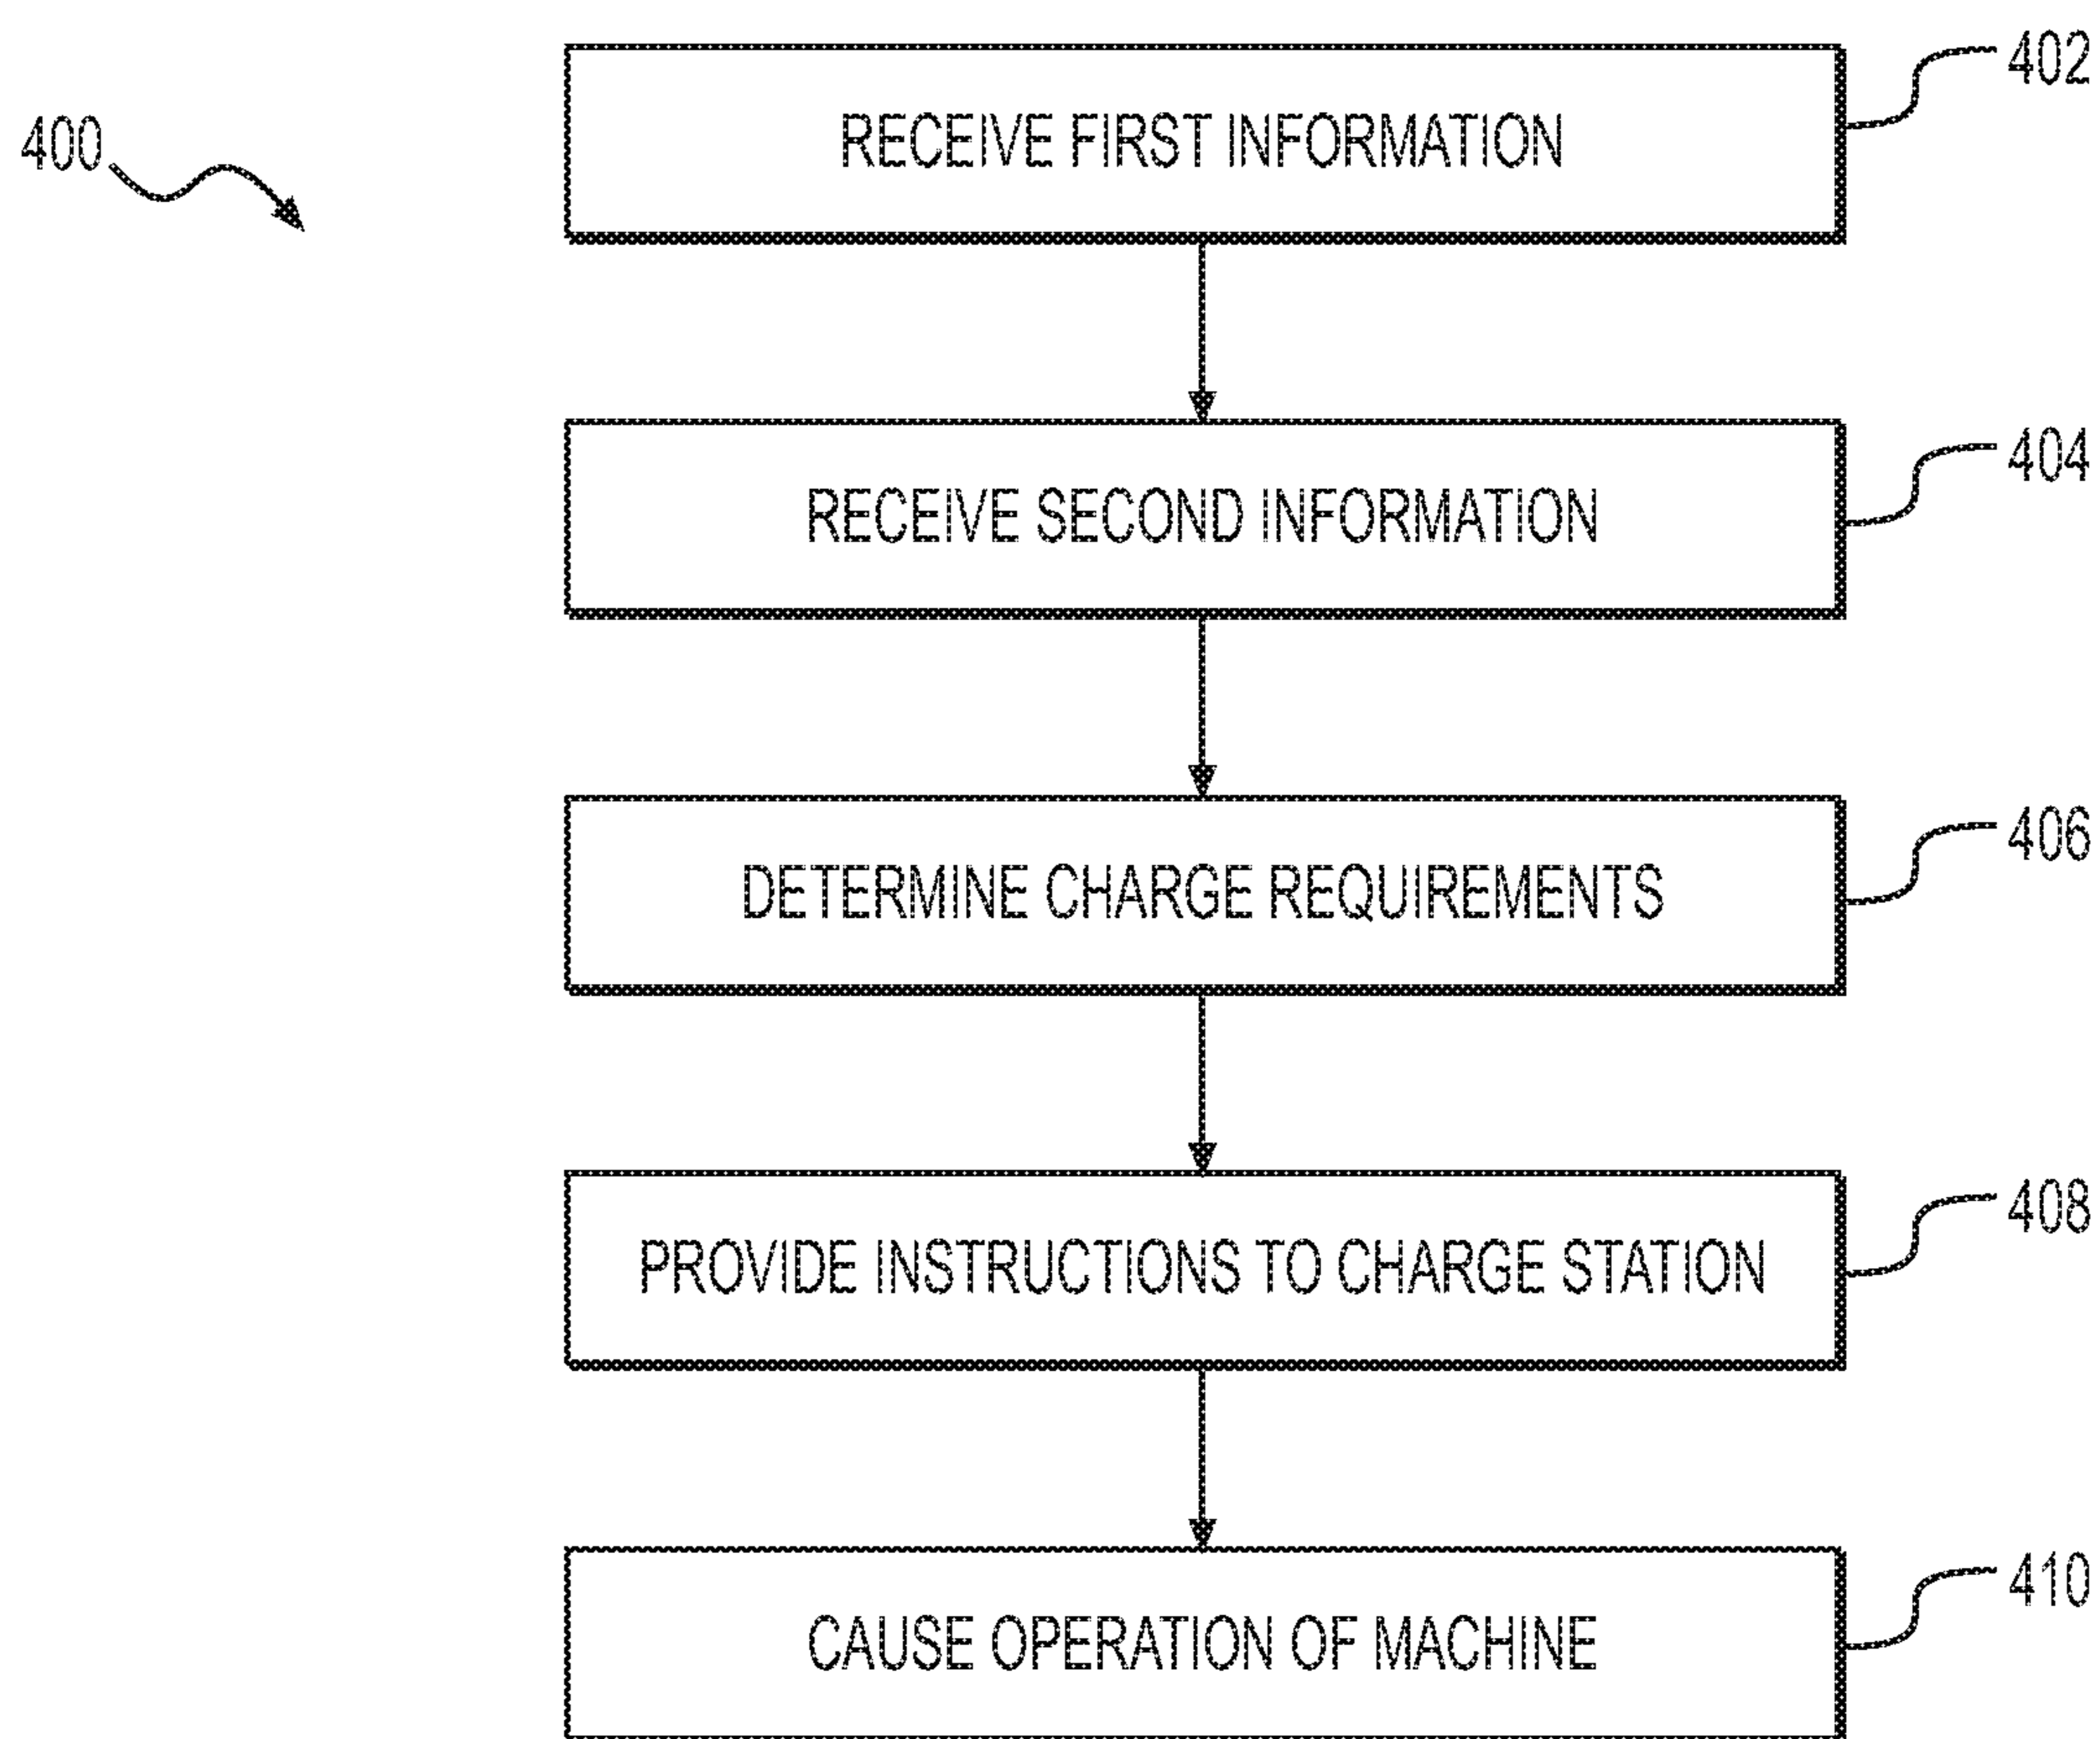 402
RECEIVE FIRST INFORMATION
400
404
RECEIVE SECOND INFORMATION
406
DETERMINE CHARGE REQUIREMENTS
408
PROVIDE INSTRUCTIONS TO CHARGE STATION
410
CAUSE OPERATION OF MACHINE